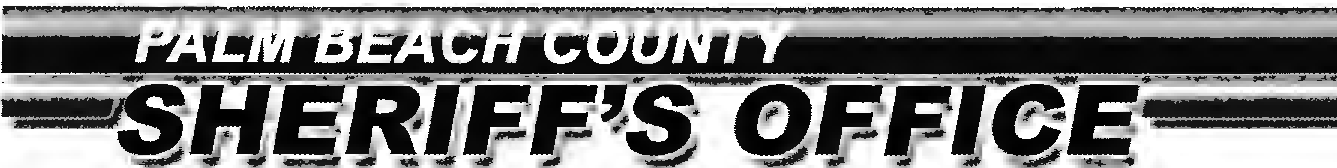 PALM BEACH COUNTY
SHERIFF'S OFFICE